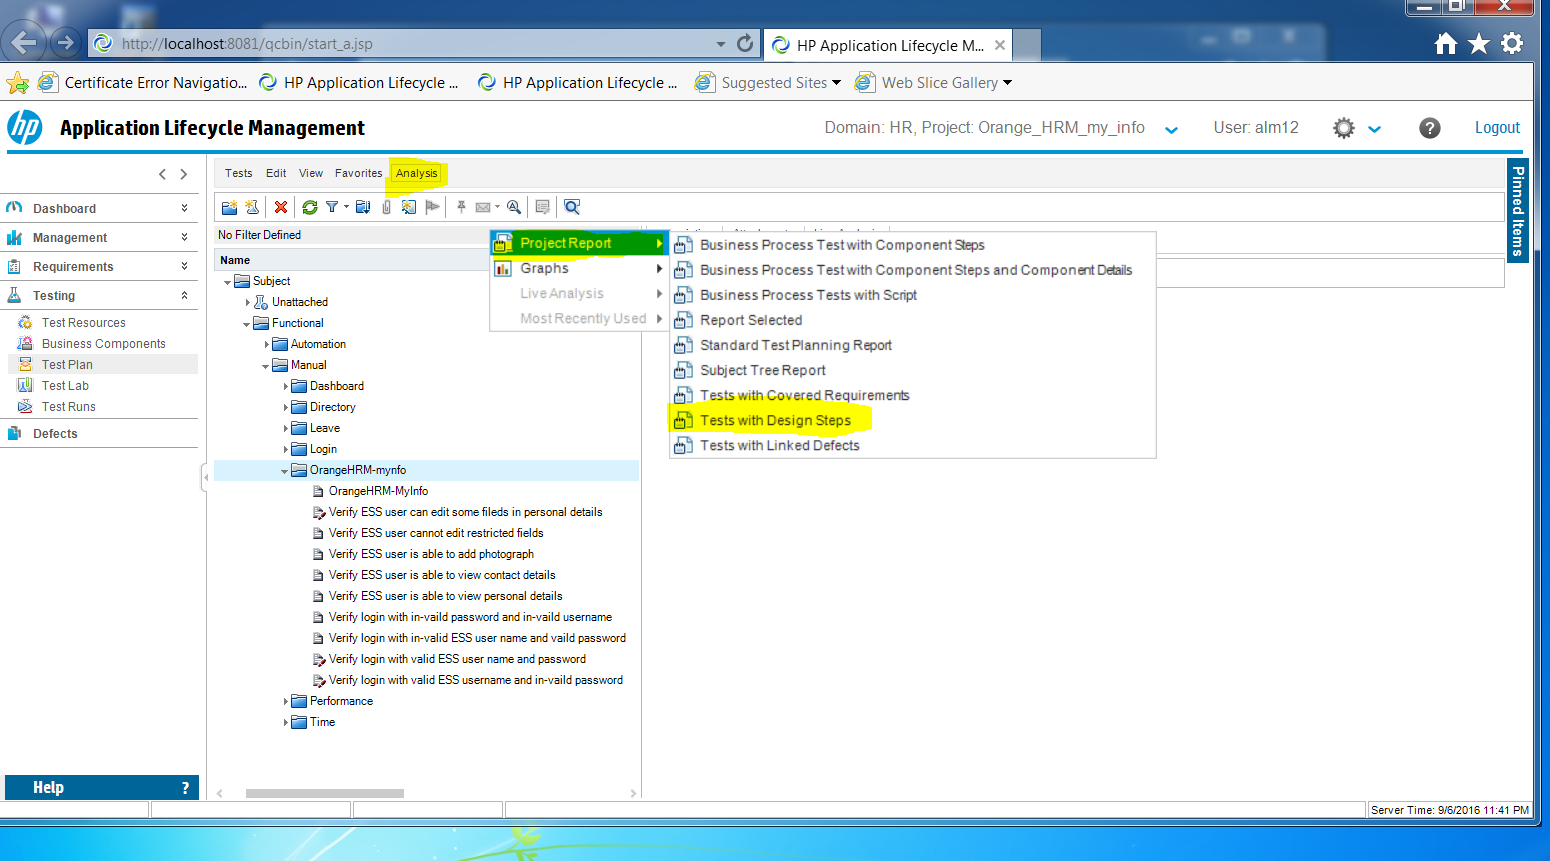 http://localhost:8081/qcbin/start_a.jsp
HP Application Lifecycle M...
Certificate Error Navigatio...
HP Application Lifecycle ...
HP Application Lifecycle ...
Suggested Sites
Web Slice Gallery
hp
Application Lifecycle Management
Domain: HR, Project: Orange_HRM_my_info
User: alm12
?
Logout
Pinned Items
Dashboard
Management
Requirements
Testing
Test Resources
Business Components
Test Plan
Test Lab
Test Runs
Defects
Help
?
Tests
Edit
View
Favorites
Analysis
No Filter Defined
Name
Subject
Unattached
Functional
Automation
Manual
Dashboard
Directory
Leave
Login
OrangeHRM-mynfo
OrangeHRM-MyInfo
Verify ESS user can edit some fileds in personal details
Verify ESS user cannot edit restricted fields
Verify ESS user is able to add photograph
Verify ESS user is able to view contact details
Verify ESS user is able to view personal details
Verify login with in-vaild password and in-vaild username
Verify login with in-valid ESS user name and vaild password
Verify login with valid ESS user name and password
Verify login with valid ESS username and in-vaild password
Performance
Time
Project Report
Graphs
Live Analysis
Most Recently Used
Business Process Test with Component Steps
Business Process Test with Component Steps and Component Details
Business Process Tests with Script
Report Selected
Standard Test Planning Report
Subject Tree Report
Tests with Covered Requirements
Tests with Design Steps
Tests with Linked Defects
Server Time: 9/6/2016 11:41 PM